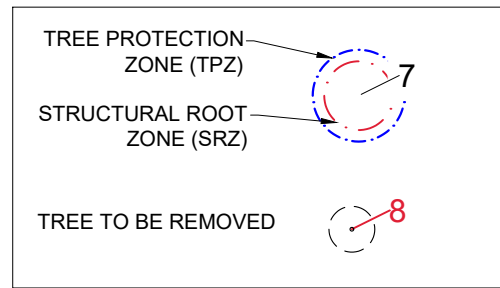 TREE PROTECTION
ZONE (TPZ)
7
STRUCTURAL ROOT
ZONE (SRZ)
TREE TO BE REMOVED
8